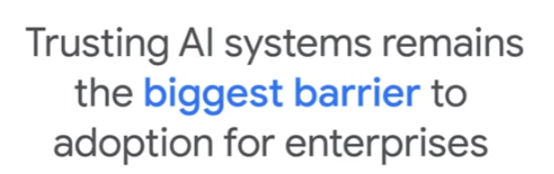 Trusting AI systems remains
the biggest barrier to
adoption for enterprises